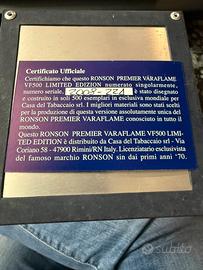 Certificato Ufficiale
Certifichiamo che questo RONSON PREMIER VARAFLAME
VF500 LIMITED EDIZION numerato singolarmente,
numero seriale, è stato disegnato
e costruito in soli 500 esemplari in esclusiva mondiale per
Casa del Tabaccaio srl. I migliori materiali sono stati scelti
per la produzione di questa versione assolutamente unica
del RONSON PREMIER VARAFLAME conosciuto in tutto il
mondo.
Questo RONSON PREMIER VARAFLAME VF500 LIMI-
TED EDITION è distribuito da Casa del Tabaccaio srl - Via
Coriano 58 - 47900 Rimini/RN Italy. Licenziatario esclusivista
del famoso marchio RONSON sin dai primi anni '70.
subito